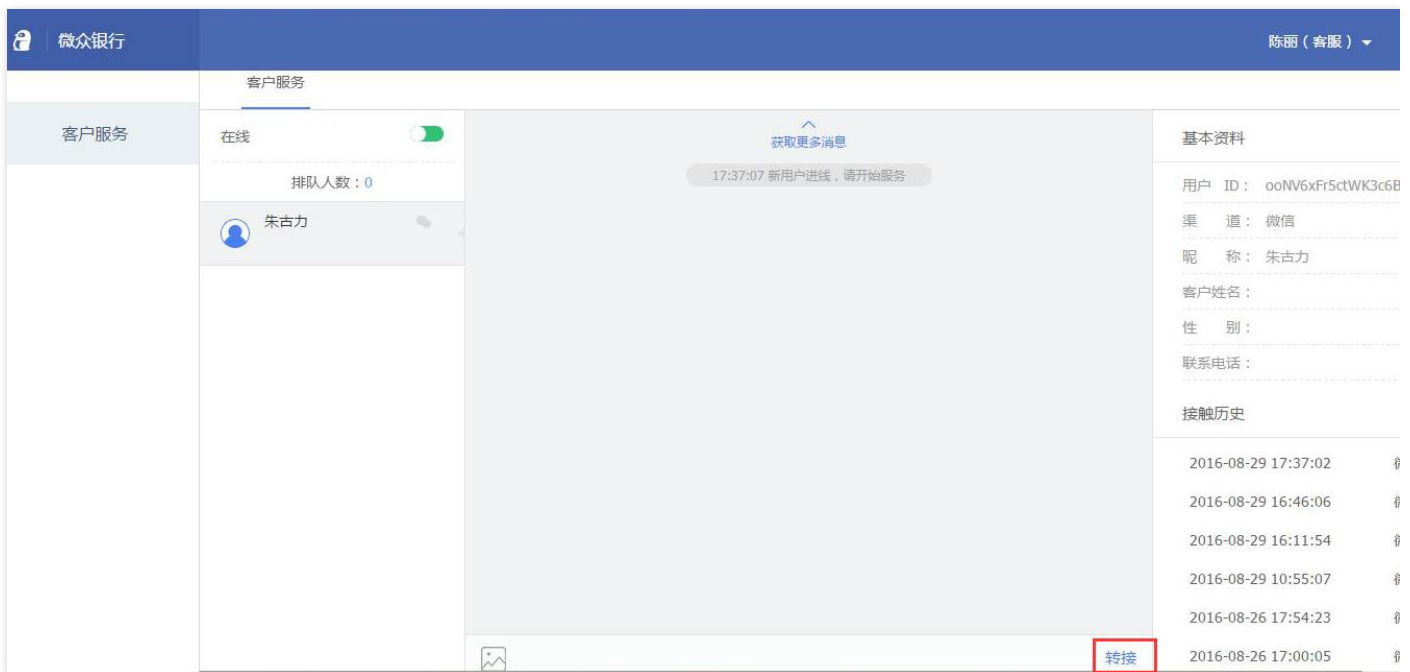 微众银行
陈丽（客服）
客户服务
客户服务
在线
排队人数：0
朱古力
获取更多消息
17:37:07 新用户进线，请开始服务
转接
基本资料
用户 ID： ooNV6xFr5ctWK3c6B
渠 道： 微信
昵 称： 朱古力
客户姓名：
性 别：
联系电话：
接触历史
2016-08-29 17:37:02
2016-08-29 16:46:06
2016-08-29 16:11:54
2016-08-29 10:55:07
2016-08-26 17:54:23
2016-08-26 17:00:05